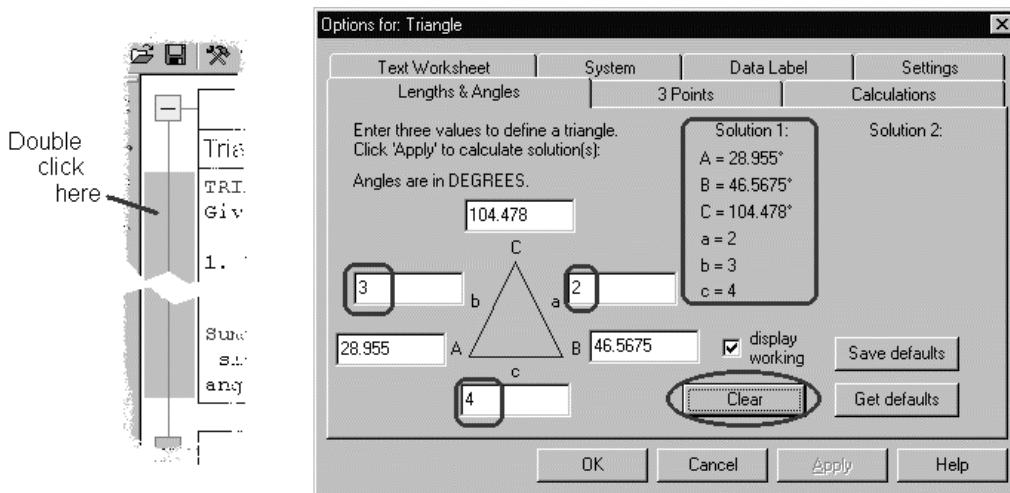 Double
click
here
TRI
Giv
1.
ang
Options for: Triangle
Text Worksheet System Data Label Settings
Lengths & Angles 3 Points Calculations
Enter three values to define a triangle.
Click 'Apply' to calculate solution(s):
Angles are in DEGREES.
104.478
C
3
b
a
2
28.955
A
B
46.5675
c
4
Solution 1:
A = 28.955°
B = 46.5675°
C = 104.478°
a = 2
b = 3
c = 4
Solution 2:
display
working
Save defaults
Clear
Get defaults
OK Cancel Apply Help